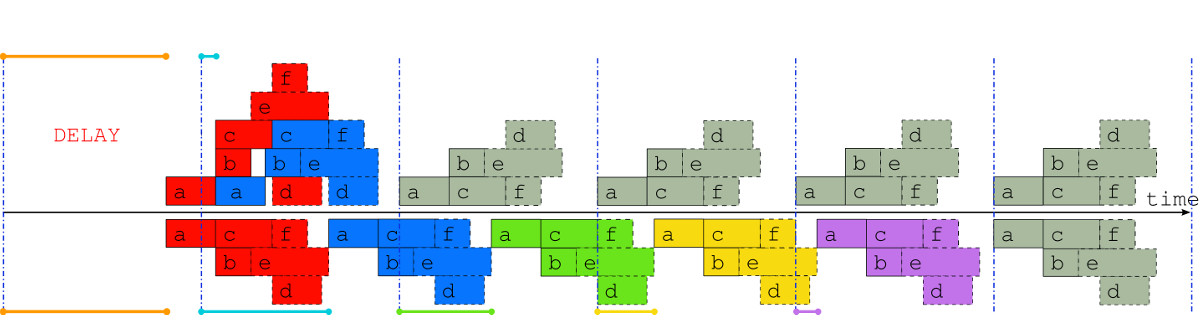 f
e
DELAY c c f d d d d
b b e b e b e b e b e
a a d d a c f a c f a c f a c f
time
a c f a c f a c f a c f a c f a c f
b e b e b e b e b e b e
d d d d d d